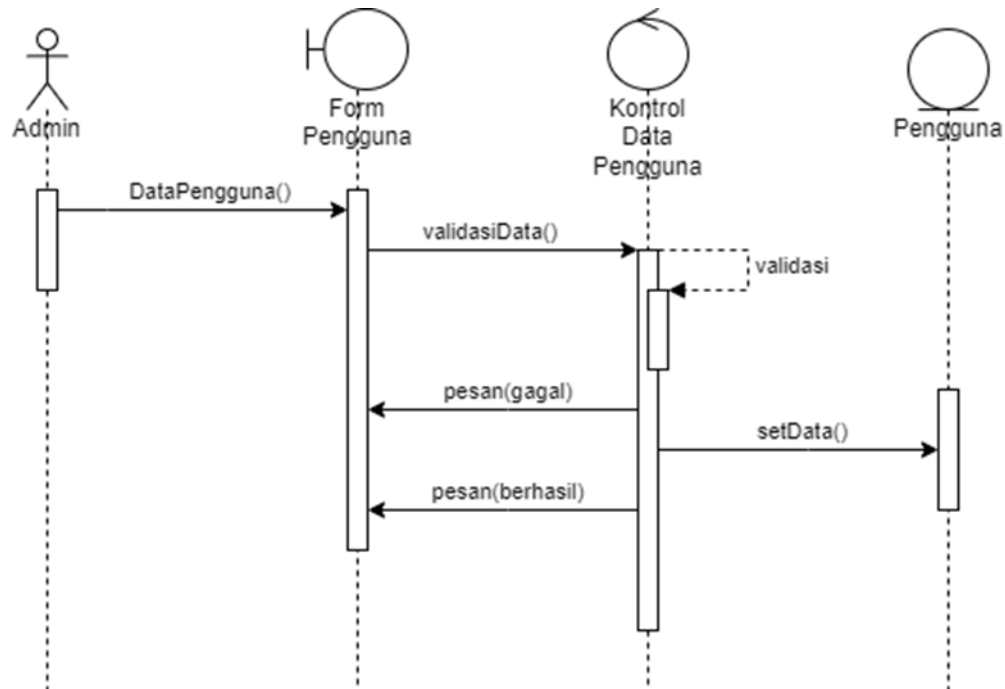 Admin
Form
Pengguna
Kontrol
Data
Pengguna
Pengguna
DataPengguna()
validasiData()
validasi
pesan(gagal)
setData()
pesan(berhasil)